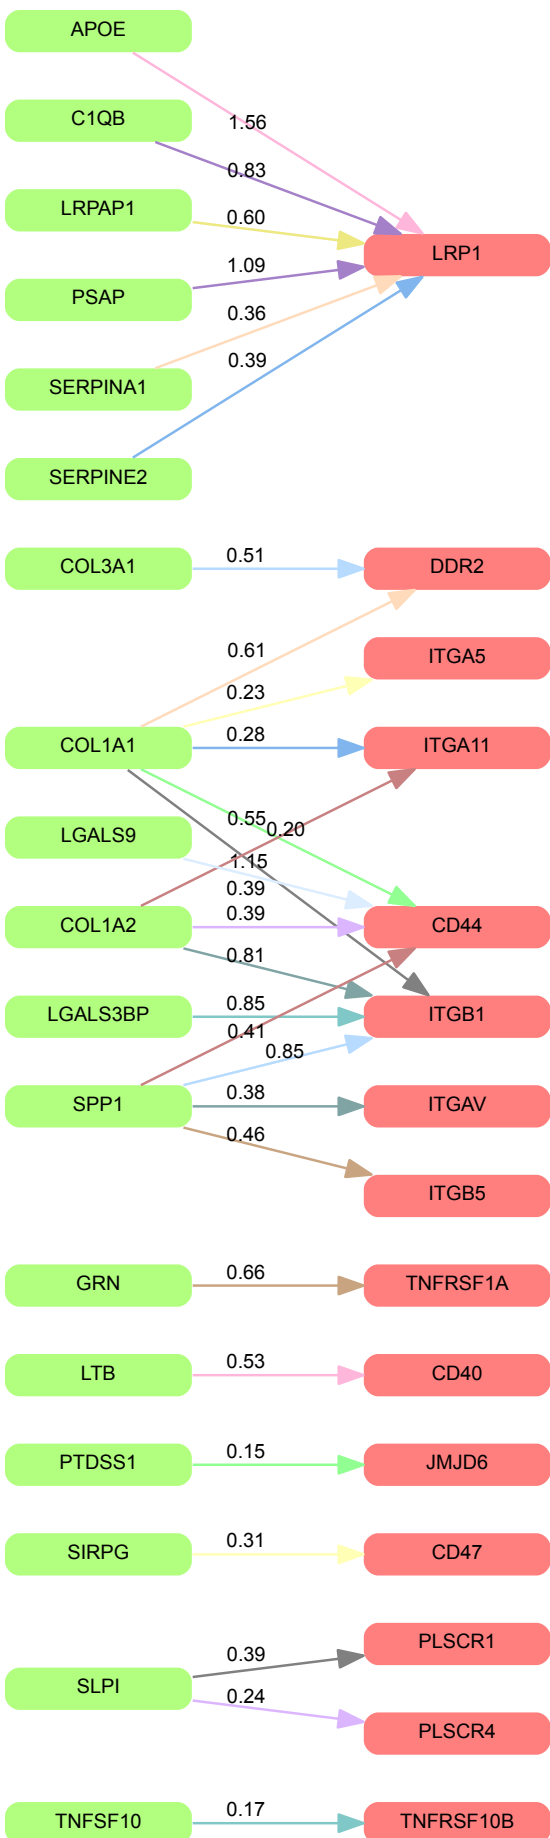 APOE
C1QB
1.56
0.83
LRPAP1
0.60
LRP1
PSAP
1.09
0.36
SERPINA1
0.39
SERPINE2
COL3A1
0.51
DDR2
0.61
ITGA5
0.23
COL1A1
0.28
ITGA11
0.55
0.20
LGALS9
1.15
0.39
COL1A2
0.39
CD44
0.81
LGALS3BP
0.85
ITGB1
0.41
0.85
SPP1
0.38
ITGAV
0.46
ITGB5
GRN
0.66
TNFRSF1A
LTB
0.53
CD40
PTDSS1
0.15
JMJD6
SIRPG
0.31
CD47
PLSCR1
0.39
SLPI
0.24
PLSCR4
TNFSF10
0.17
TNFRSF10B